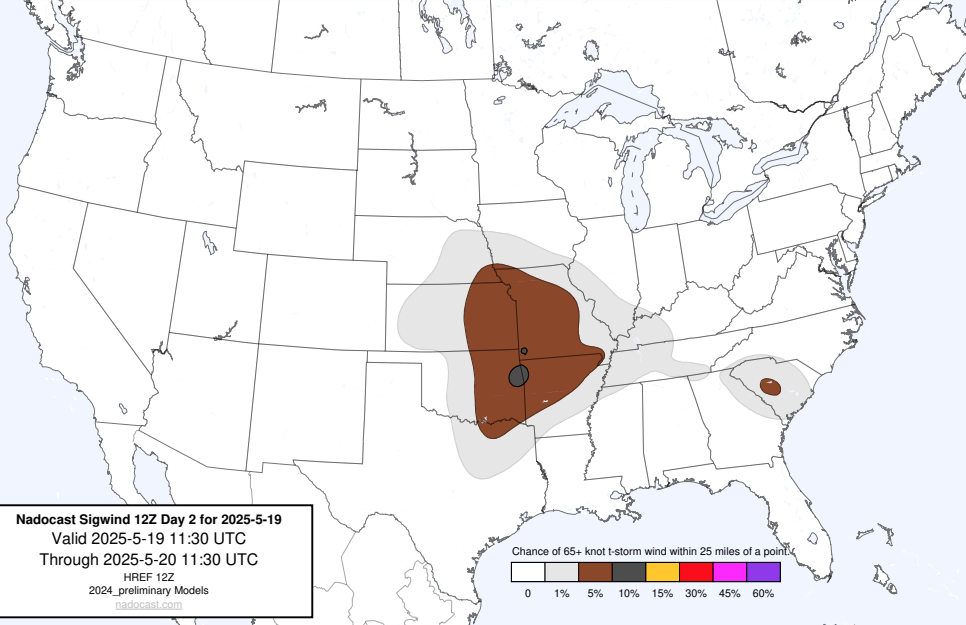 Nadocast Sigwind 12Z Day 2 for 2025-5-19
Valid 2025-5-19 11:30 UTC
Through 2025-5-20 11:30 UTC
HREF 12Z
2024_preliminary Models
nadocast.com
Chance of 65+ knot t-storm wind within 25 miles of a point.
0 1% 5% 10% 15% 30% 45% 60%